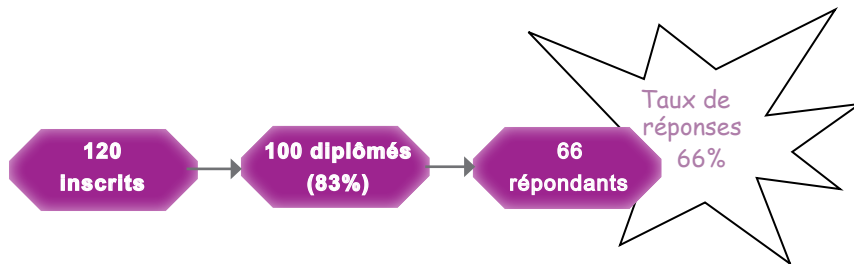 120
inscrits
100 diplômés
(83%)
66
répondants
Taux de
réponses
66%